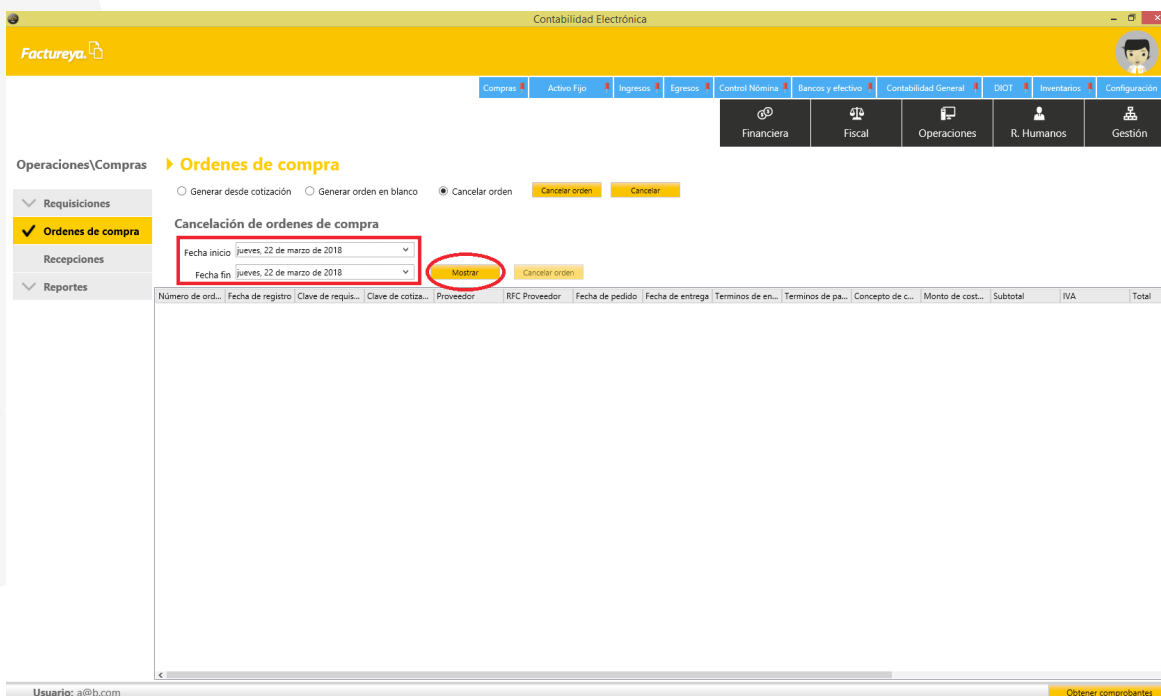 Contabilidad Electrónica
Factureya.
Compras Activo Fijo Ingresos Egresos Control Nómina Bancos y efectivo Contabilidad General DIOT Inventarios Configuración
Financiera Fiscal Operaciones R. Humanos Gestión
Operaciones\Compras
Ordenes de compra
Generar desde cotización Generar orden en blanco Cancelar orden Cancelar orden Cancelar
Requisiciones
Ordenes de compra
Recepciones
Reportes
Cancelación de ordenes de compra
Fecha inicio jueves, 22 de marzo de 2018
Fecha fin jueves, 22 de marzo de 2018 Mostrar Cancelar orden
Número de ord... Fecha de registro Clave de requis... Clave de cotiza... Proveedor RFC Proveedor Fecha de pedido Fecha de entrega Terminos de en... Terminos de pa... Concepto de c... Monto de cost... Subtotal IVA Total
Usuario: a@b.com Obtener comprobantes